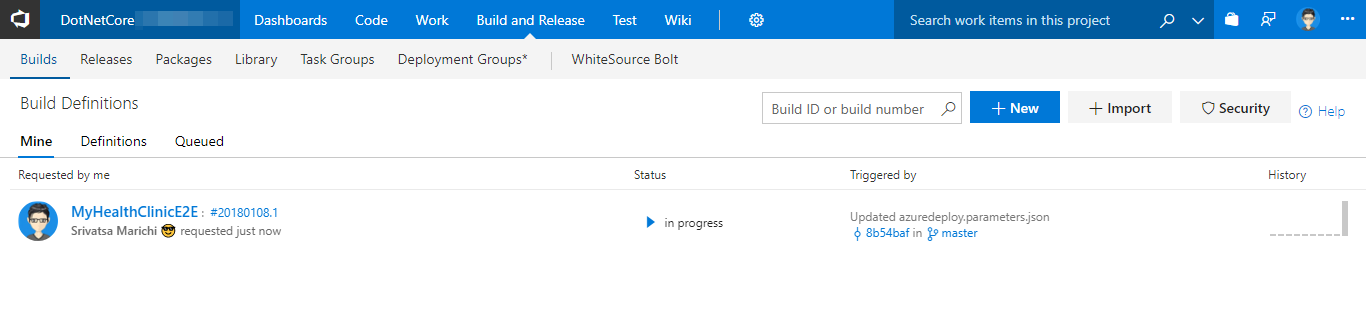 DotNetCore Dashboards Code Work Build and Release Test Wiki Search work items in this project
Builds Releases Packages Library Task Groups Deployment Groups* WhiteSource Bolt
Build Definitions Build ID or build number New Import Security Help
Mine Definitions Queued
Requested by me Status Triggered by History
MyHealthClinicE2E : #20180108.1 in progress Updated azuredeploy.parameters.json
Srivatsa Marichi 😎 requested just now 8b54baf in master